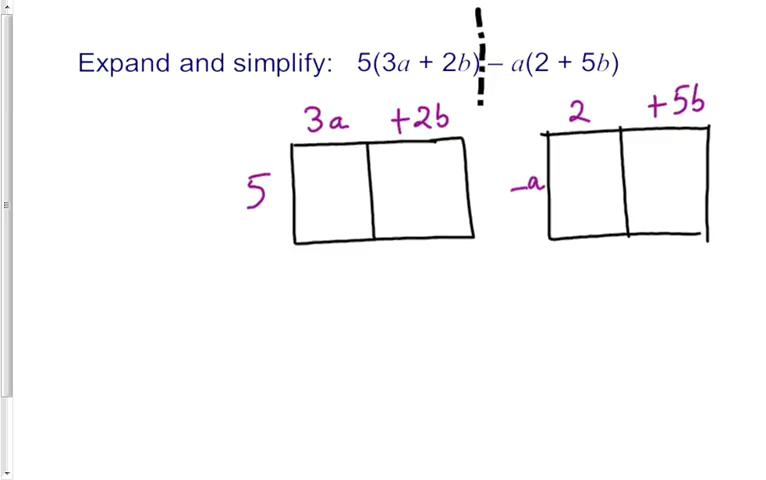 Expand and simplify: 5(3a + 2b) – a(2 + 5b)
3a +2b 2 +5b
5 -a